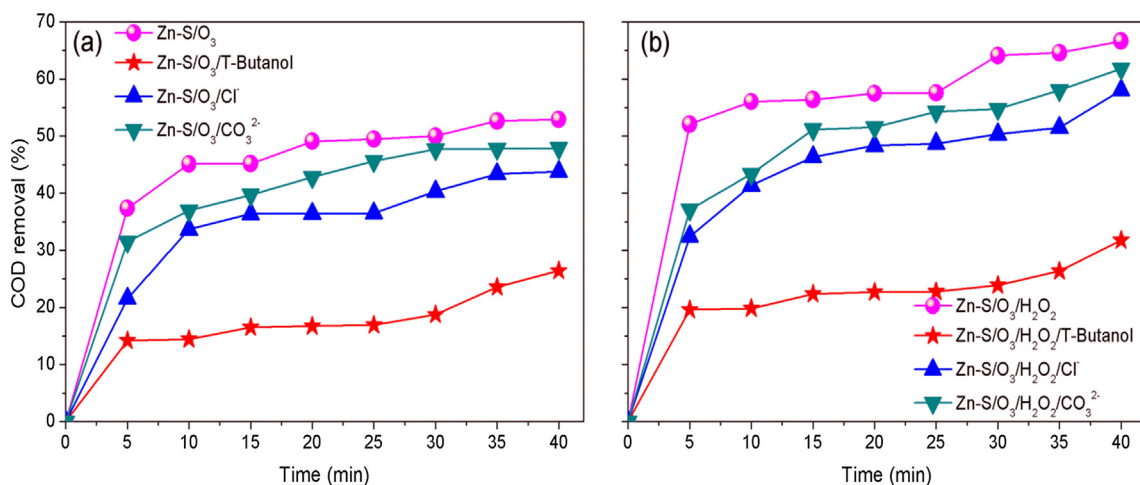 (a)
Zn-S/O₃
Zn-S/O₃/T-Butanol
Zn-S/O₃/Cl⁻
Zn-S/O₃/CO₃²⁻
COD removal (%)
70
60
50
40
30
20
10
0
0 5 10 15 20 25 30 35 40
Time (min)
(b)
Zn-S/O₃/H₂O₂
Zn-S/O₃/H₂O₂/T-Butanol
Zn-S/O₃/H₂O₂/Cl⁻
Zn-S/O₃/H₂O₂/CO₃²⁻
0 5 10 15 20 25 30 35 40
Time (min)